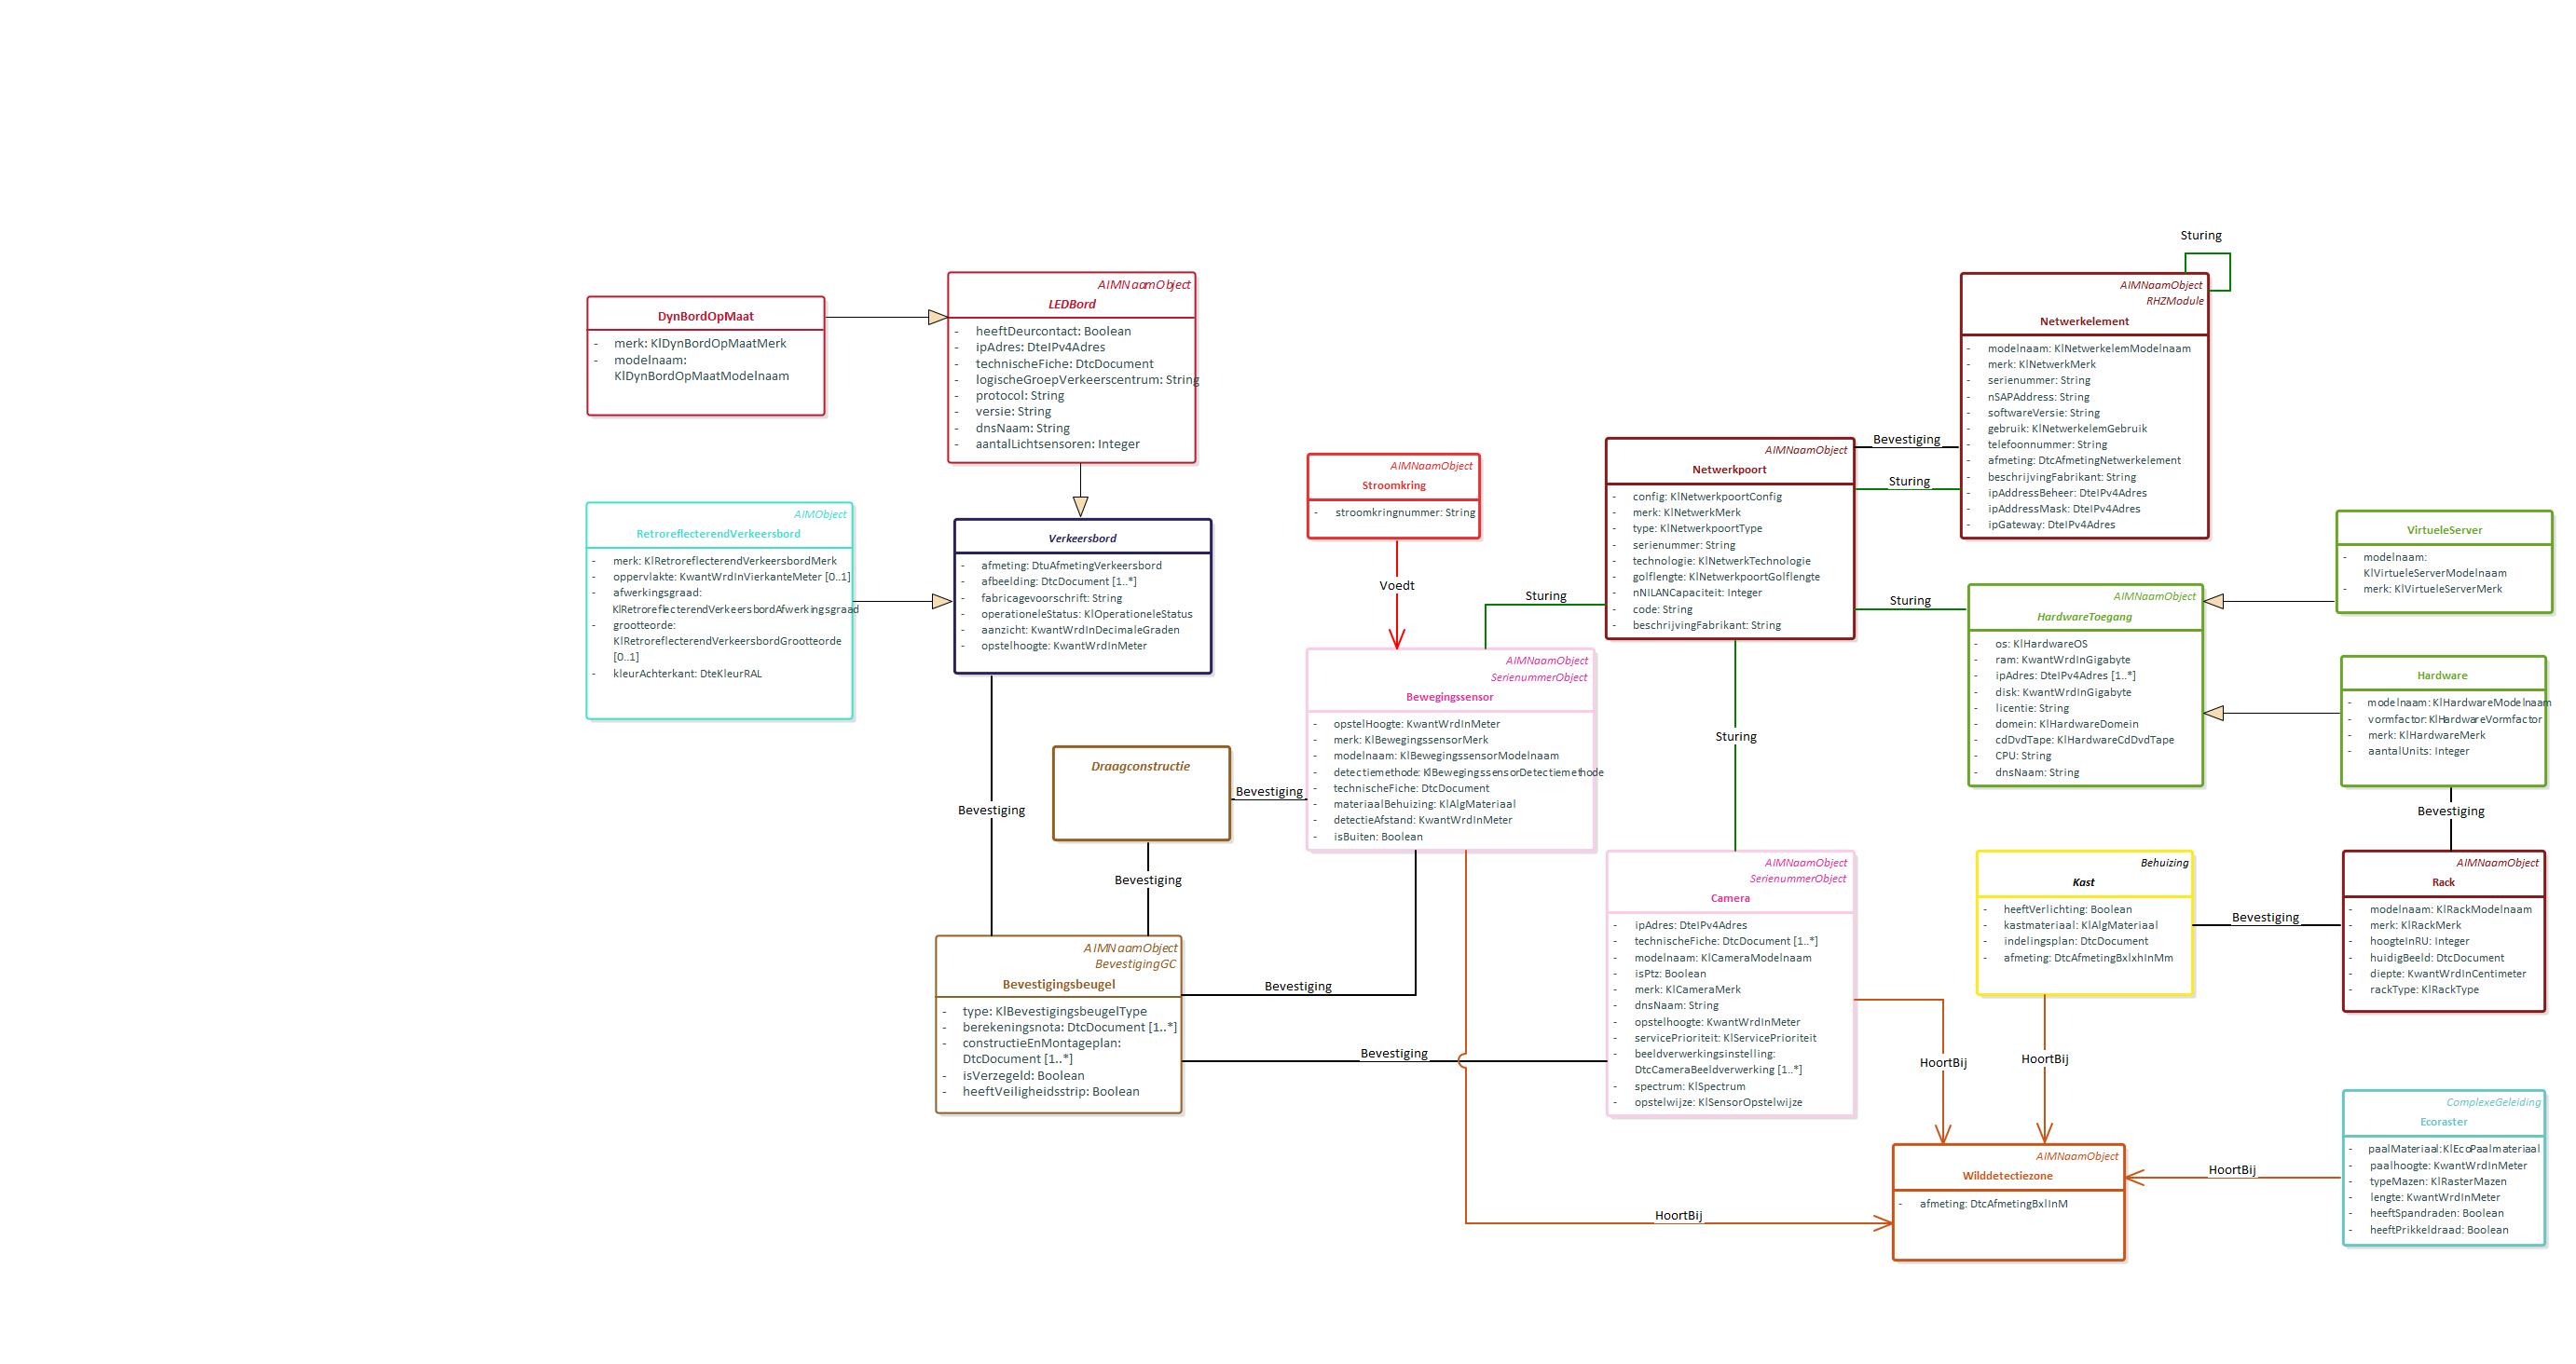 DynBordOpMaat
- merk: KlDynBordOpMaatMerk
- modelnaam:
KlDynBordOpMaatModelnaam
AIMNaamObject
LEDBord
- heeftDeurcontact: Boolean
- ipAdres: DteIPv4Adres
- technischeFiche: DtcDocument
- logischeGroepVerkeerscentrum: String
- protocol: String
- versie: String
- dnsNaam: String
- aantalLichtsensoren: Integer
AIMObject
RetroreflecterendVerkeersbord
- merk: KlRetroreflecterendVerkeersbordMerk
- oppervlakte: KwantWrdInVierkanteMeter [0..1]
- afwerkingsgraad:
KlRetroreflecterendVerkeersbordAfwerkingsgraad
- grootteorde:
KlRetroreflecterendVerkeersbordGrootteorde
[0..1]
- kleurAchterkant: DteKleurRAL
Verkeersbord
- afmeting: DtuAfmetingVerkeersbord
- afbeelding: DtcDocument [1..*]
- fabricagevoorschrift: String
- operationeleStatus: KlOperationeleStatus
- aanzicht: KwantWrdInDecimaleGraden
- opstelhoogte: KwantWrdInMeter
Bevestiging
Draagconstructie
Bevestiging
Bevestiging
AIMNaamObject
BevestigingGC
Bevestigingsbeugel
- type: KlBevestigingsbeugelType
- berekeningsnota: DtcDocument [1..*]
- constructieEnMontageplan:
DtcDocument [1..*]
- isVerzegeld: Boolean
- heeftVeiligheidsstrip: Boolean
Bevestiging
Bevestiging
AIMNaamObject
Stroomkring
- stroomkringnummer: String
Voedt
Sturing
AIMNaamObject
SerienummerObject
Bewegingssensor
- opstelHoogte: KwantWrdInMeter
- merk: KlBewegingssensorMerk
- modelnaam: KlBewegingssensorModelnaam
- detectiemethode: KlBewegingssensorDetectiemethode
- technischeFiche: DtcDocument
- materiaalBehuizing: KlAlgMateriaal
- detectieAfstand: KwantWrdInMeter
- isBuiten: Boolean
AIMNaamObject
Netwerkpoort
- config: KlNetwerkpoortConfig
- merk: KlNetwerkMerk
- type: KlNetwerkpoortType
- serienummer: String
- technologie: KlNetwerkTechnologie
- golflengte: KlNetwerkpoortGolflengte
- nNILANCapaciteit: Integer
- code: String
- beschrijvingFabrikant: String
Bevestiging
Sturing
Sturing
Sturing
Sturing
AIMNaamObject
RHZModule
Netwerkelement
- modelnaam: KlNetwerkelemModelnaam
- merk: KlNetwerkMerk
- serienummer: String
- nSAPAddress: String
- softwareVersie: String
- gebruik: KlNetwerkelemGebruik
- telefoonnummer: String
- afmeting: DtcAfmetingNetwerkelement
- beschrijvingFabrikant: String
- ipAddressBeheer: DteIPv4Adres
- ipAddressMask: DteIPv4Adres
- ipGateway: DteIPv4Adres
AIMNaamObject
HardwareToegang
- os: KlHardwareOS
- ram: KwantWrdInGigabyte
- ipAdres: DteIPv4Adres [1..*]
- disk: KwantWrdInGigabyte
- licentie: String
- domein: KlHardwareDomein
- cdDvdTape: KlHardwareCdDvdTape
- CPU: String
- dnsNaam: String
VirtueleServer
- modelnaam:
KlVirtueleServerModelnaam
- merk: KlVirtueleServerMerk
Hardware
- modelnaam: KlHardwareModelnaam
- vormfactor: KlHardwareVormfactor
- merk: KlHardwareMerk
- aantalUnits: Integer
Bevestiging
AIMNaamObject
SerienummerObject
Camera
- ipAdres: DteIPv4Adres
- technischeFiche: DtcDocument [1..*]
- modelnaam: KlCameraModelnaam
- isPtz: Boolean
- merk: KlCameraMerk
- dnsNaam: String
- opstelhoogte: KwantWrdInMeter
- servicePrioriteit: KlServicePrioriteit
- beeldverwerkingsinstelling:
DtcCameraBeeldverwerking [1..*]
- spectrum: KlSpectrum
- opstelwijze: KlSensorOpstelwijze
Behuizing
Kast
- heeftVerlichting: Boolean
- kastmateriaal: KlAlgMateriaal
- indelingsplan: DtcDocument
- afmeting: DtcAfmetingBxlxhInMm
Bevestiging
AIMNaamObject
Rack
- modelnaam: KlRackModelnaam
- merk: KlRackMerk
- hoogteInRU: Integer
- huidigBeeld: DtcDocument
- diepte: KwantWrdInCentimeter
- rackType: KlRackType
HoortBij
HoortBij
HoortBij
HoortBij
AIMNaamObject
Wilddetectiezone
- afmeting: DtcAfmetingBxlInM
ComplexeGeleiding
Ecoraster
- paalMateriaal: KlEcoPaalmateriaal
- paalhoogte: KwantWrdInMeter
- typeMazen: KlRasterMazen
- lengte: KwantWrdInMeter
- heeftSpandraden: Boolean
- heeftPrikkeldraad: Boolean